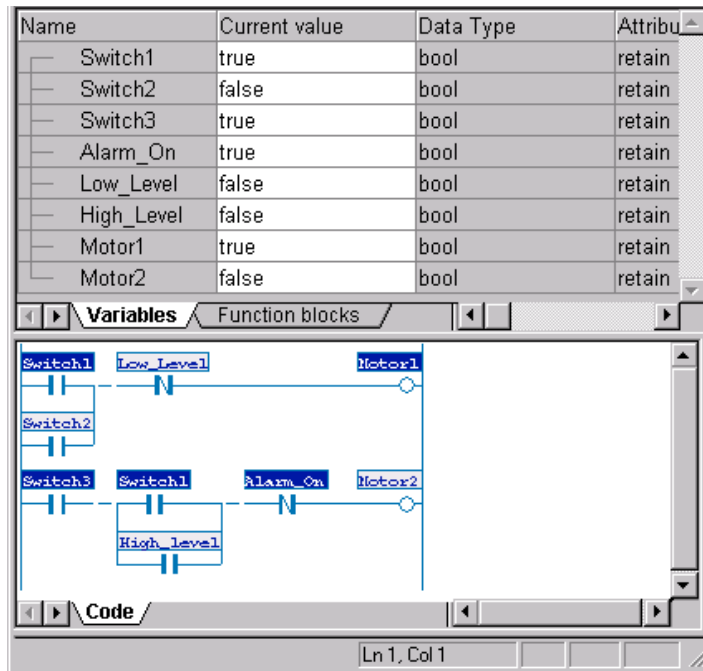 Name Current value Data Type Attribu
Switch1 true bool retain
Switch2 false bool retain
Switch3 true bool retain
Alarm_On true bool retain
Low_Level false bool retain
High_Level false bool retain
Motor1 true bool retain
Motor2 false bool retain
Variables Function blocks
Switch1 Low_Level Motor1
Switch2
Switch3 Switch1 Alarm_On Motor2
High_level
Code
Ln 1, Col 1